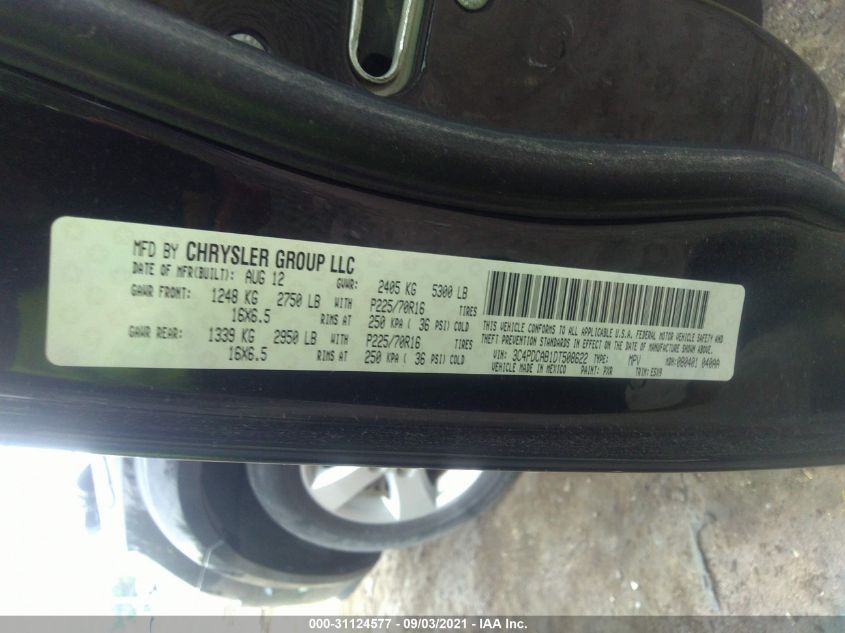 MFD BY CHRYSLER GROUP LLC
DATE OF MFR(BUILT): AUG 12 GVWR: 2405 KG 5300 LB
GAWR FRONT: 1248 KG 2750 LB WITH P225/70R16 TIRES
16X6.5 RIMS AT 250 KPA ( 36 PSI) COLD
GAWR REAR: 1339 KG 2950 LB WITH P225/70R16 TIRES
16X6.5 RIMS AT 250 KPA ( 36 PSI) COLD
THIS VEHICLE CONFORMS TO ALL APPLICABLE U.S.A. FEDERAL MOTOR VEHICLE SAFETY AND
THEFT PREVENTION STANDARDS IN EFFECT ON THE DATE OF MANUFACTURE SHOWN ABOVE.
VIN: 3C4PDCAB1DT508622 TYPE: MPV MDH: 080401 040AA
VEHICLE MADE IN MEXICO PAINT: PXR TRIM: E5X9
000-31124577 - 09/03/2021 - IAA Inc.